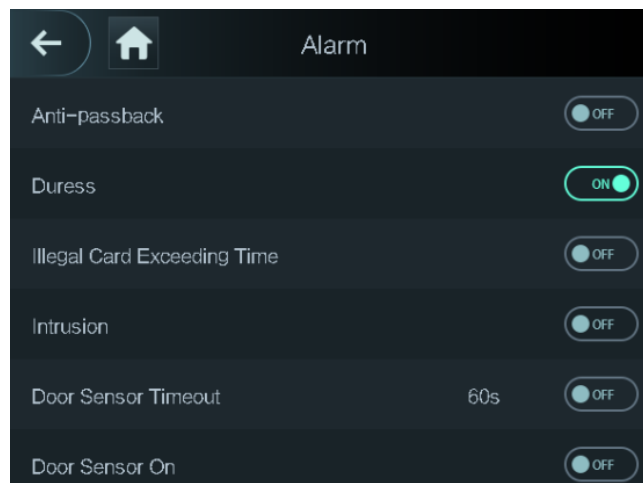 Alarm
Anti-passback OFF
Duress ON
Illegal Card Exceeding Time OFF
Intrusion OFF
Door Sensor Timeout 60s OFF
Door Sensor On OFF